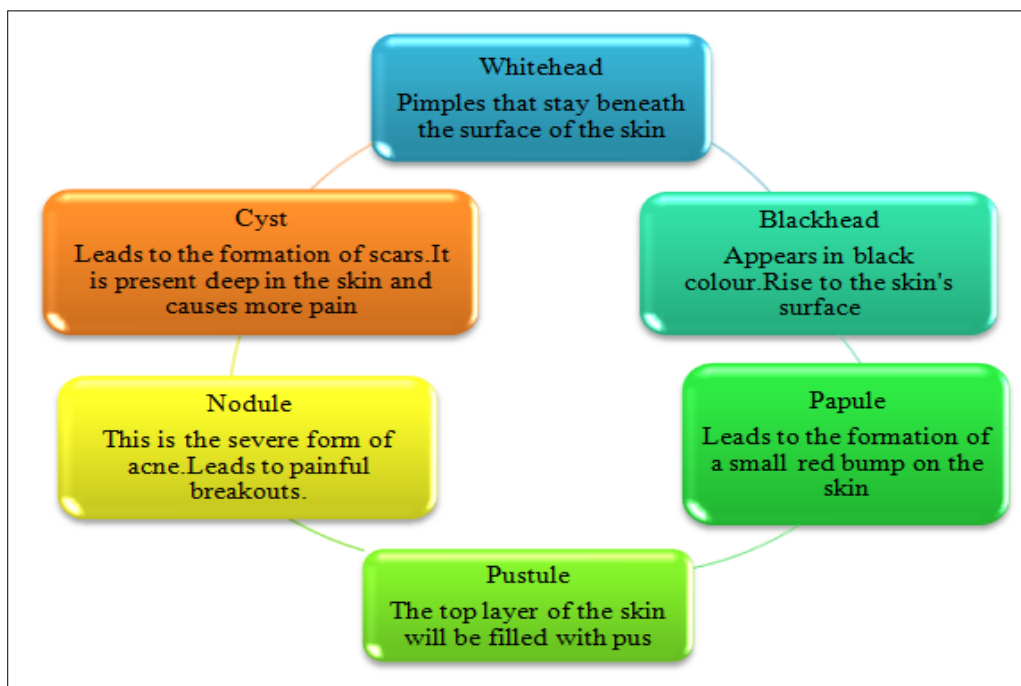 Whitehead
Pimples that stay beneath
the surface of the skin
Blackhead
Appears in black
colour.Rise to the skin's
surface
Papule
Leads to the formation of
a small red bump on the
skin
Pustule
The top layer of the skin
will be filled with pus
Nodule
This is the severe form of
acne.Leads to painful
breakouts.
Cyst
Leads to the formation of scars.It
is present deep in the skin and
causes more pain